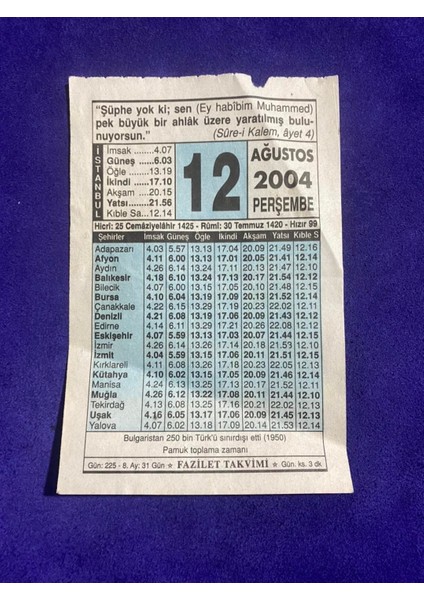 “Şüphe yok ki; sen (Ey habîbim Muhammed)
pek büyük bir ahlâk üzere yaratılmış bulu-
nuyorsun.” (Sûre-i Kalem, âyet 4)
İSTANBUL
İmsak ........4.07
Güneş ......6.03
Öğle ........13.19
İkindi ......17.10
Akşam .....20.15
Yatsı ........21.56
Kıble Sa...12.14
12
AĞUSTOS
2004
PERŞEMBE
Hicrî: 25 Cemâziyelâhir 1425 - Rûmî: 30 Temmuz 1420 - Hızır 99
Şehirler İmsak Güneş Öğle İkindi Akşam Yatsı Kıble S
Adapazarı 4.03 5.57 13.13 17.04 20.09 21.49 12.16
Afyon 4.11 6.00 13.13 17.01 20.05 21.41 12.14
Aydın 4.26 6.14 13.24 17.11 20.13 21.47 12.10
Balıkesir 4.18 6.10 13.24 17.13 20.17 21.54 12.12
Bilecik 4.07 6.00 13.15 17.05 20.10 21.48 12.15
Bursa 4.10 6.04 13.19 17.09 20.13 21.52 12.14
Çanakkale 4.22 6.15 13.29 17.19 20.23 22.02 12.11
Denizli 4.21 6.08 13.19 17.06 20.09 21.43 12.12
Edirne 4.14 6.11 13.29 17.21 20.26 22.08 12.12
Eskişehir 4.07 5.59 13.13 17.03 20.07 21.44 12.15
İzmir 4.26 6.14 13.26 17.14 20.18 21.53 12.10
İzmit 4.04 5.59 13.15 17.06 20.11 21.51 12.15
Kırklareli 4.11 6.08 13.26 17.18 20.23 22.05 12.13
Kütahya 4.10 6.02 13.15 17.05 20.09 21.46 12.14
Manisa 4.24 6.13 13.25 17.13 20.17 21.52 12.11
Muğla 4.26 6.12 13.22 17.08 20.11 21.44 12.10
Tekirdağ 4.13 6.08 13.25 17.16 20.21 22.02 12.13
Uşak 4.16 6.05 13.17 17.06 20.09 21.45 12.13
Yalova 4.07 6.02 13.18 17.09 20.14 21.53 12.14
Bulgaristan 250 bin Türk'ü sınırdışı etti (1950)
Pamuk toplama zamanı
Gün: 225 - 8. Ay: 31 Gün ★ FAZİLET TAKVİMİ ★ Gün. ks. 3 dk.